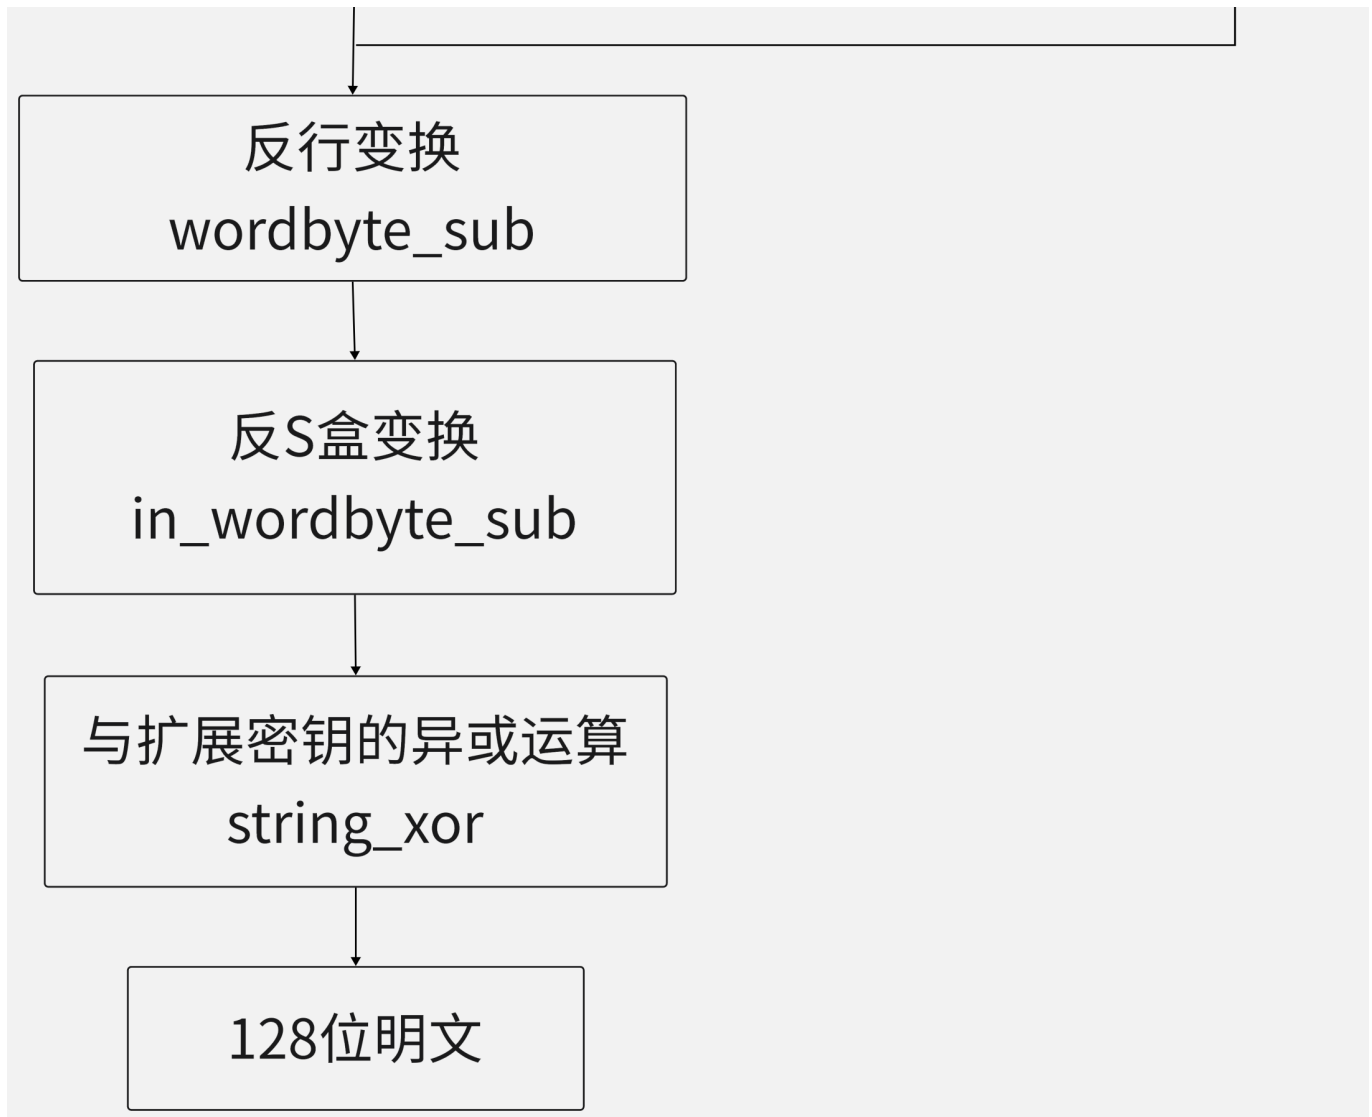 反行变换
wordbyte_sub
反S盒变换
in_wordbyte_sub
与扩展密钥的异或运算
string_xor
128位明文